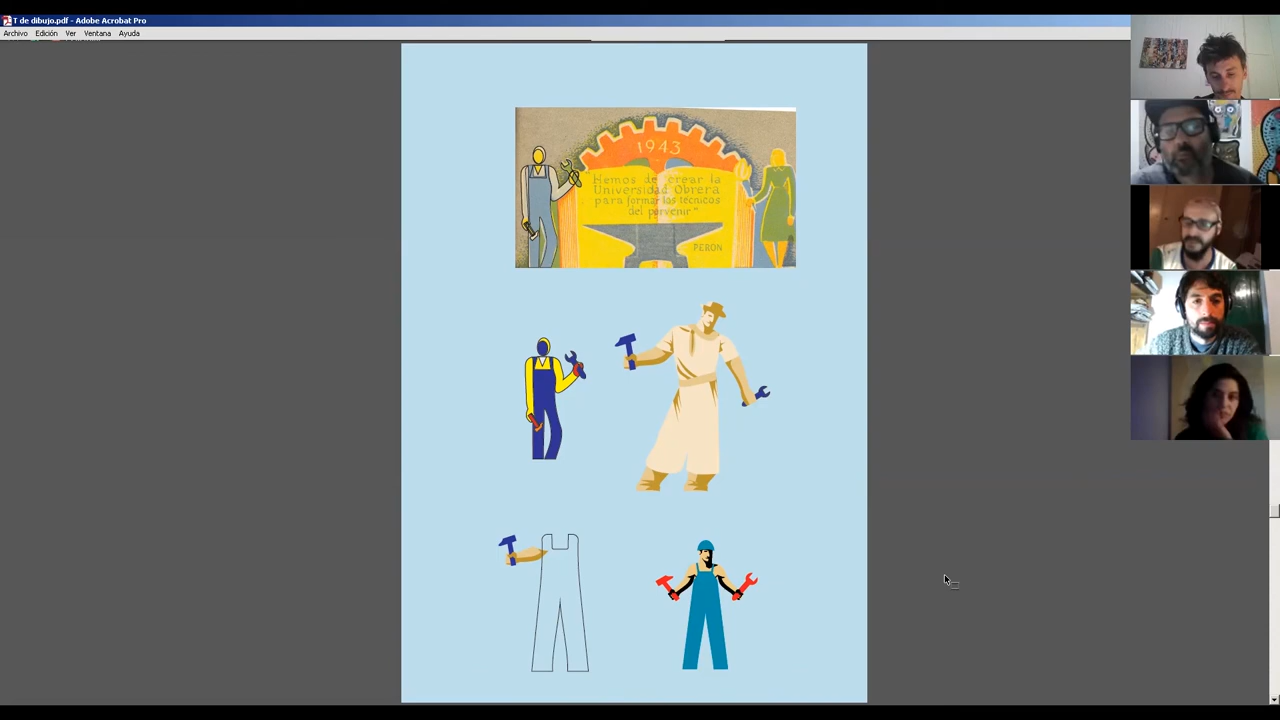 T de dibujo.pdf - Adobe Acrobat Pro
Archivo Edición Ver Ventana Ayuda
1943
"Hemos de crear la
Universidad Obrera
para formar los técnicos
del porvenir"
PERON